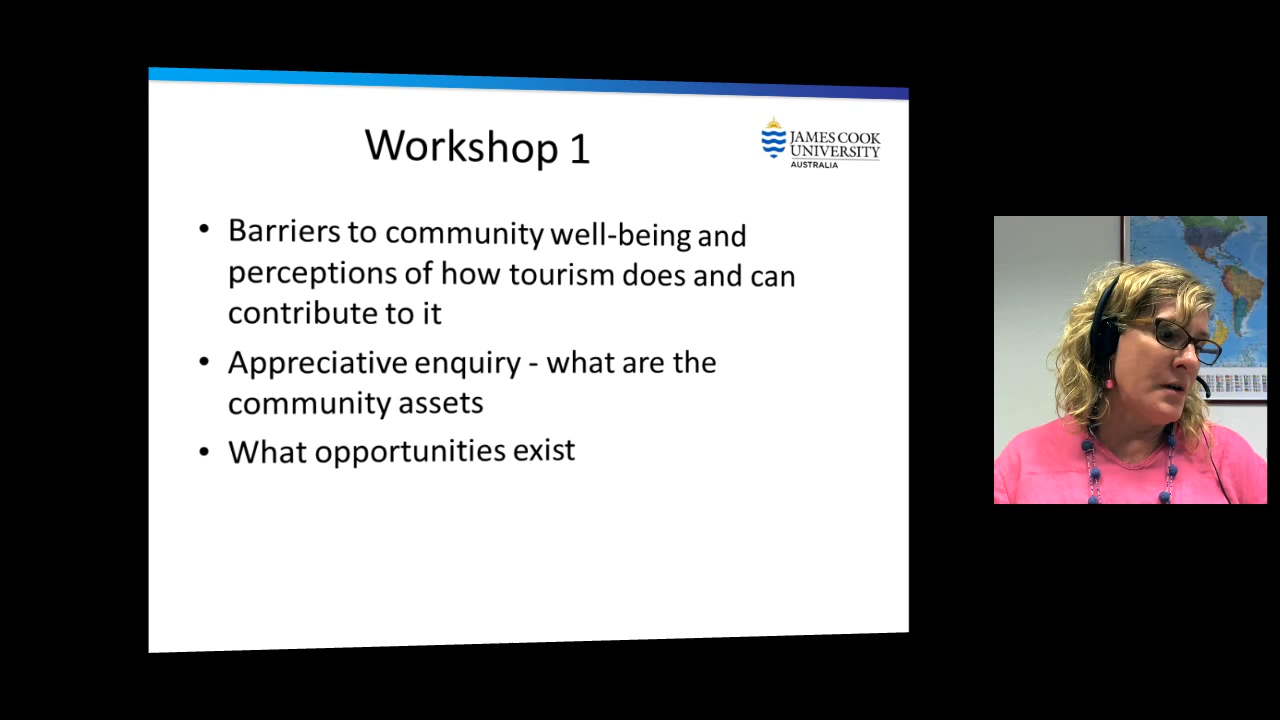 Workshop 1
JAMES COOK
UNIVERSITY
AUSTRALIA
• Barriers to community well-being and
perceptions of how tourism does and can
contribute to it
• Appreciative enquiry - what are the
community assets
• What opportunities exist